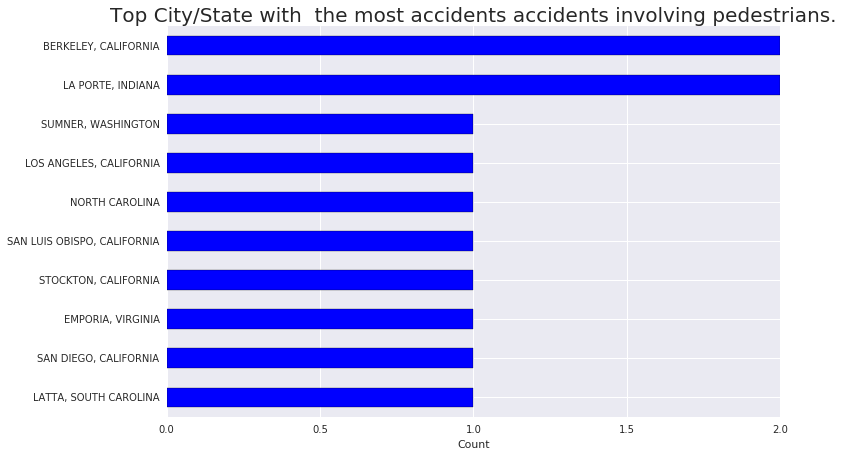 Top City/State with  the most accidents accidents involving pedestrians.
BERKELEY, CALIFORNIA
LA PORTE, INDIANA
SUMNER, WASHINGTON
LOS ANGELES, CALIFORNIA
NORTH CAROLINA
SAN LUIS OBISPO, CALIFORNIA
STOCKTON, CALIFORNIA
EMPORIA, VIRGINIA
SAN DIEGO, CALIFORNIA
LATTA, SOUTH CAROLINA
0.0 0.5 1.0 1.5 2.0
Count